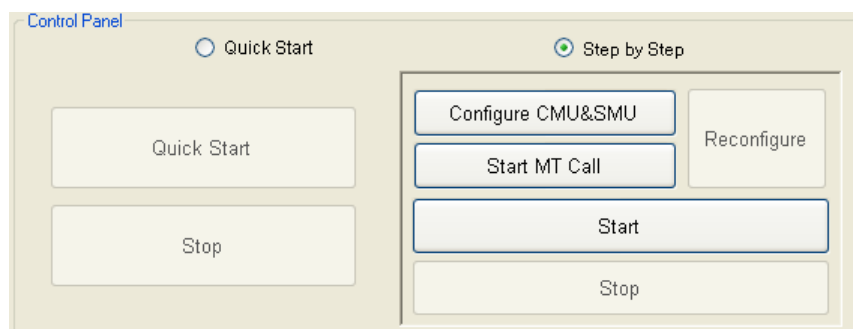 Control Panel
Quick Start
Step by Step
Quick Start
Stop
Configure CMU&SMU
Start MT Call
Reconfigure
Start
Stop